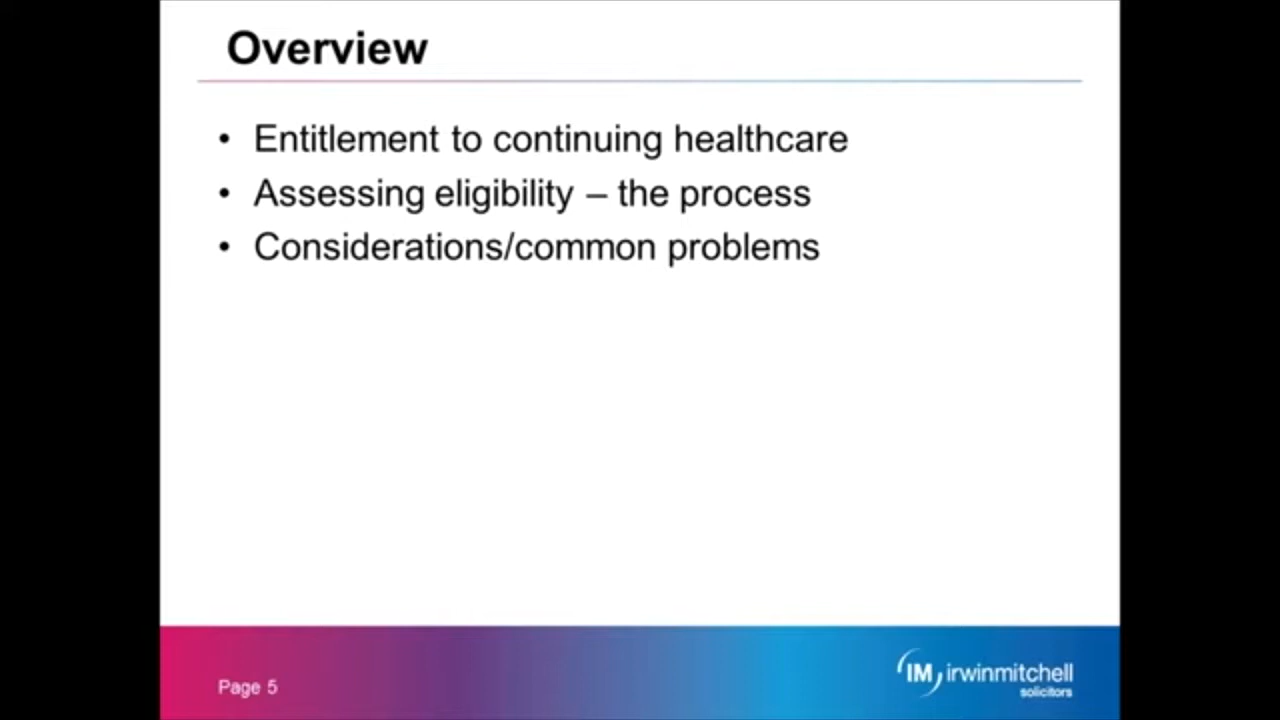 Overview
• Entitlement to continuing healthcare
• Assessing eligibility – the process
• Considerations/common problems
Page 5
IM irwinmitchell
solicitors